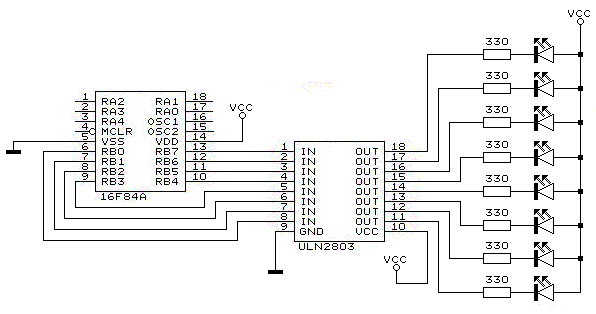 VCC
330
330
330
330
330
330
330
330
1 RA2 RA1 18
2 RA3 RA0 17
3 RA4 OSC1 16
4 MCLR OSC2 15
5 VSS VDD 14
6 RB0 RB7 13
7 RB1 RB6 12
8 RB2 RB5 11
9 RB3 RB4 10
16F84A
VCC
1 IN OUT 18
2 IN OUT 17
3 IN OUT 16
4 IN OUT 15
5 IN OUT 14
6 IN OUT 13
7 IN OUT 12
8 IN OUT 11
9 GND VCC 10
ULN2803
VCC